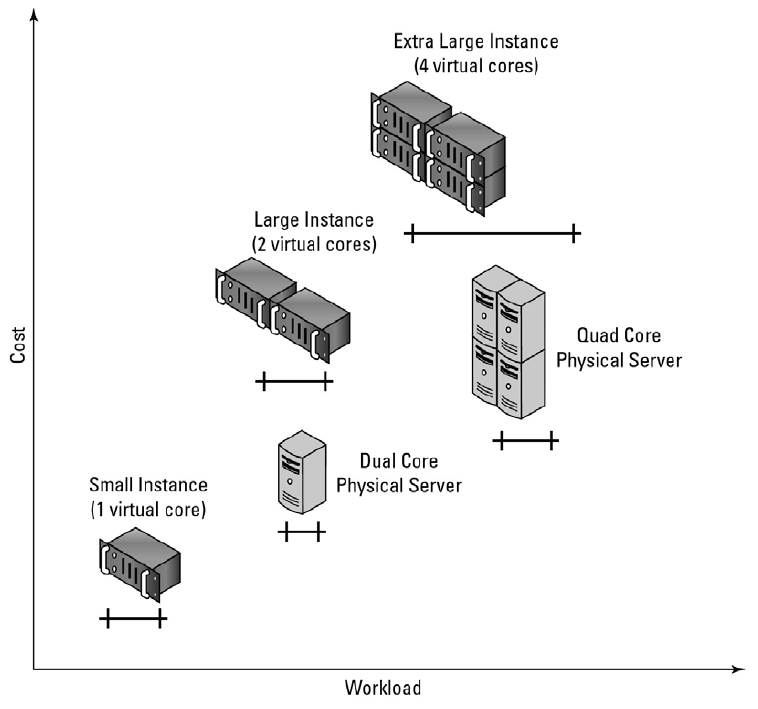 Extra Large Instance
(4 virtual cores)
Large Instance
(2 virtual cores)
Quad Core
Physical Server
Cost
Dual Core
Physical Server
Small Instance
(1 virtual core)
Workload